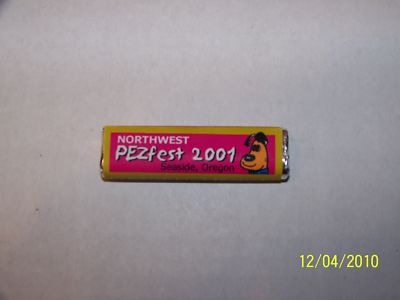 NORTHWEST
PEZfest 2001
Seaside, Oregon
12/04/2010